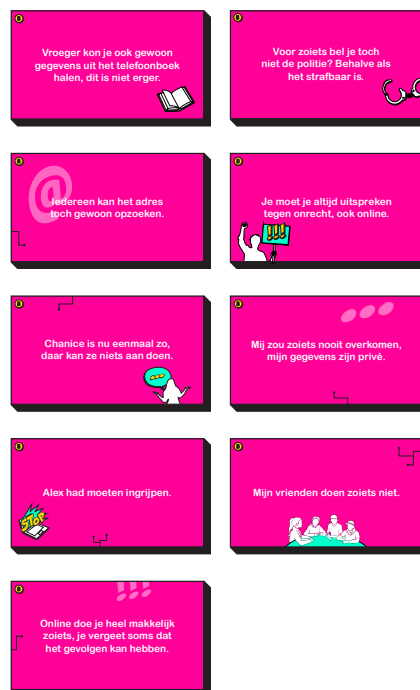 Vroeger kon je ook gewoon
gegevens uit het telefoonboek
halen, dit is niet erger.
Voor zoiets bel je toch
niet de politie? Behalve als
het strafbaar is.
@
Iedereen kan het adres
toch gewoon opzoeken.
Je moet je altijd uitspreken
tegen onrecht, ook online.
!!!
Chanice is nu eenmaal zo,
daar kan ze niets aan doen.
Mij zou zoiets nooit overkomen,
mijn gegevens zijn privé.
Alex had moeten ingrijpen.
STOP
Mijn vrienden doen zoiets niet.
!!!
Online doe je heel makkelijk
zoiets, je vergeet soms dat
het gevolgen kan hebben.